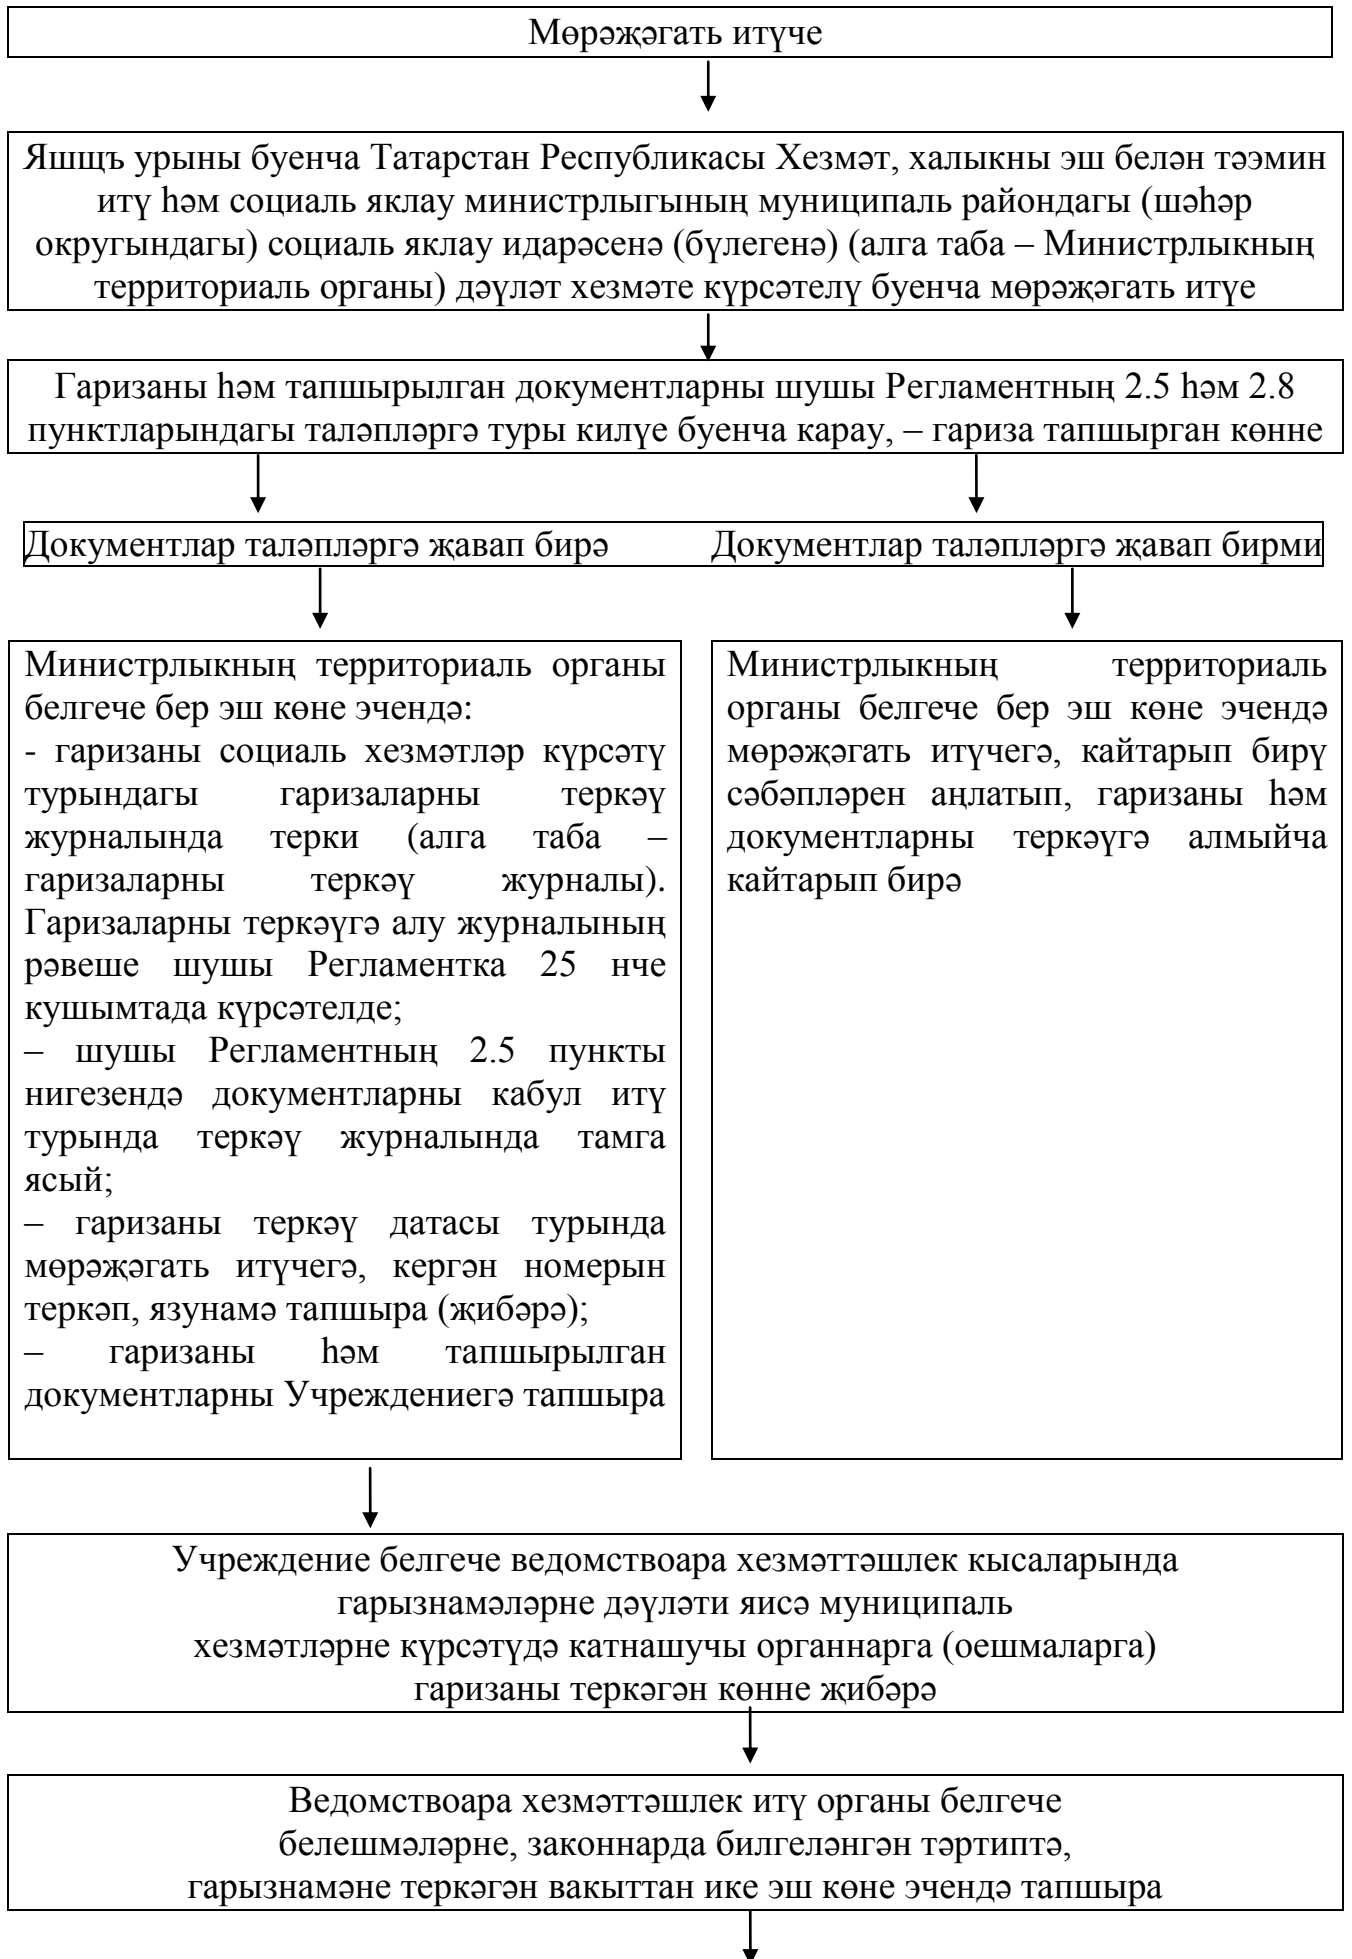 Мөрәҗәгать итүче
Яшщъ урыны буенча Татарстан Республикасы Хезмәт, халыкны эш белән тәэмин
итү һәм социаль яклау министрлыгының муниципаль райондагы (шәһәр
округындагы) социаль яклау идарәсенә (бүлегенә) (алга таба – Министрлыкның
территориаль органы) дәүләт хезмәте күрсәтелү буенча мөрәҗәгать итүе
Гаризаны һәм тапшырылган документларны шушы Регламентның 2.5 һәм 2.8
пунктларындагы таләпләргә туры килүе буенча карау, – гариза тапшырган көнне
Документлар таләпләргә җавап бирә
Документлар таләпләргә җавап бирми
Министрлыкның территориаль органы
белгече бер эш көне эчендә:
- гаризаны социаль хезмәтләр күрсәтү
турындагы гаризаларны теркәү
журналында терки (алга таба –
гаризаларны теркәү журналы).
Гаризаларны теркәүгә алу журналының
рәвеше шушы Регламентка 25 нче
кушымтада күрсәтелде;
– шушы Регламентның 2.5 пункты
нигезендә документларны кабул итү
турында теркәү журналында тамга
ясый;
– гаризаны теркәү датасы турында
мөрәҗәгать итүчегә, кергән номерын
теркәп, язунамә тапшыра (җибәрә);
– гаризаны һәм тапшырылган
документларны Учреждениегә тапшыра
Министрлыкның территориаль
органы белгече бер эш көне эчендә
мөрәҗәгать итүчегә, кайтарып бирү
сәбәпләрен аңлатып, гаризаны һәм
документларны теркәүгә алмыйча
кайтарып бирә
Учреждение белгече ведомствоара хезмәттәшлек кысаларында
гарызнамәләрне дәүләти яисә муниципаль
хезмәтләрне күрсәтүдә катнашучы органнарга (оешмаларга)
гаризаны теркәгән көнне җибәрә
Ведомствоара хезмәттәшлек итү органы белгече
белешмәләрне, законнарда билгеләнгән тәртиптә,
гарызнамәне теркәгән вакыттан ике эш көне эчендә тапшыра